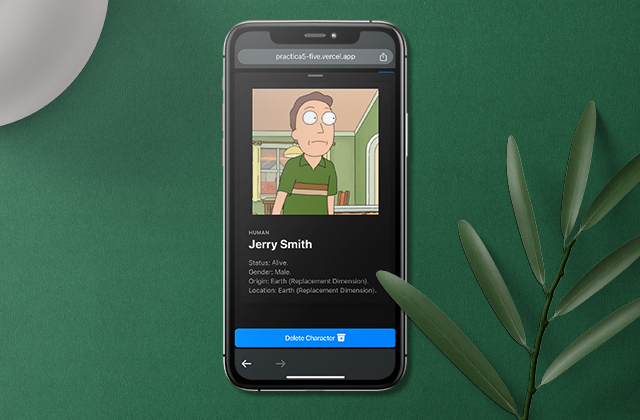 practica5-five.vercel.app
HUMAN
Jerry Smith
Status: Alive.
Gender: Male.
Origin: Earth (Replacement Dimension).
Location: Earth (Replacement Dimension).
Delete Character